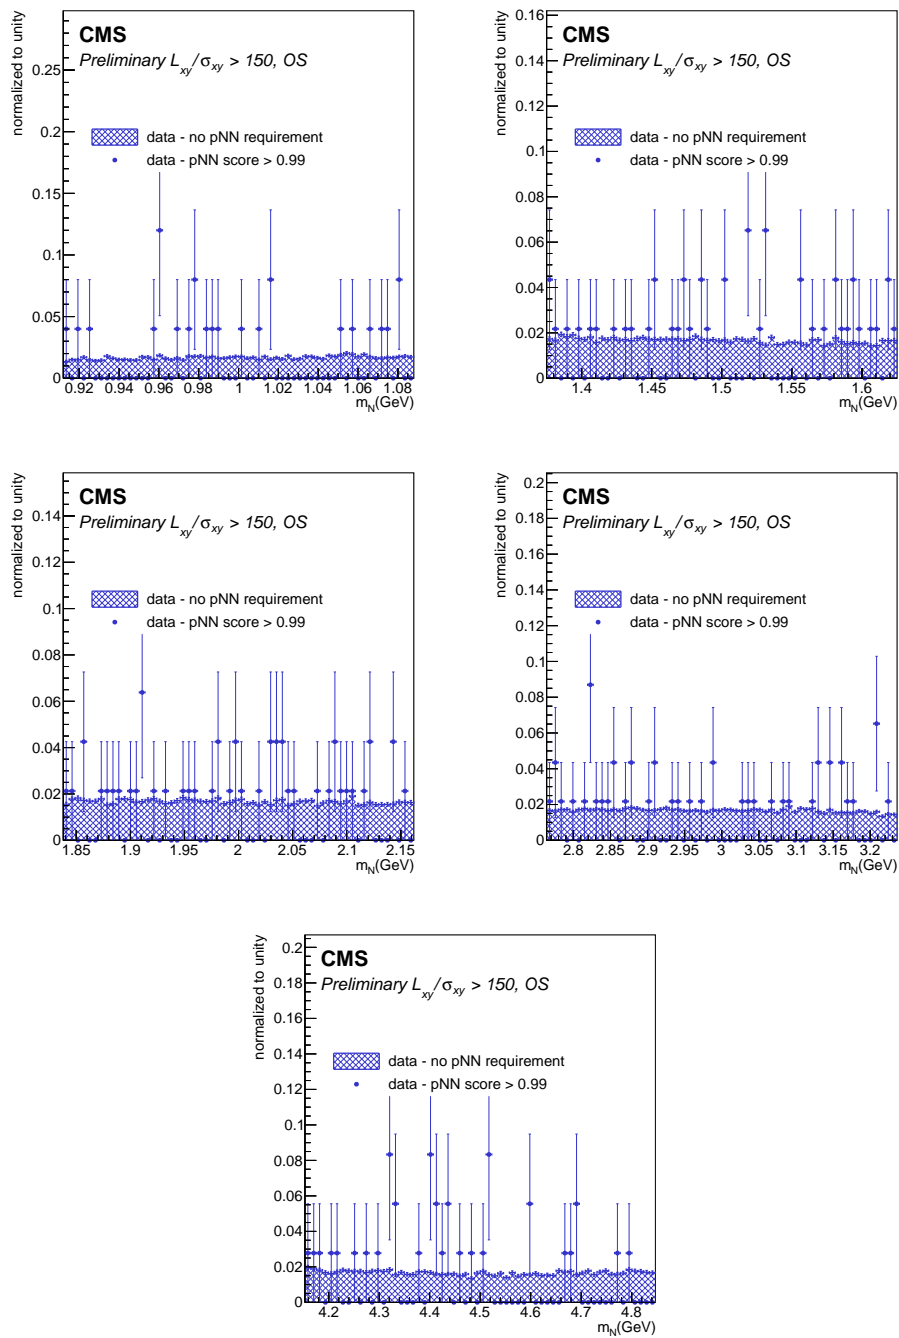 normalized to unity
0.25
0.2
0.15
0.1
0.05
0
CMS
Preliminary L_xy/σ_xy > 150, OS
data - no pNN requirement
data - pNN score > 0.99
0.92 0.94 0.96 0.98 1 1.02 1.04 1.06 1.08
m_N(GeV)
normalized to unity
0.16
0.14
0.12
0.1
0.08
0.06
0.04
0.02
0
CMS
Preliminary L_xy/σ_xy > 150, OS
data - no pNN requirement
data - pNN score > 0.99
1.4 1.45 1.5 1.55 1.6
m_N(GeV)
normalized to unity
0.14
0.12
0.1
0.08
0.06
0.04
0.02
0
CMS
Preliminary L_xy/σ_xy > 150, OS
data - no pNN requirement
data - pNN score > 0.99
1.85 1.9 1.95 2 2.05 2.1 2.15
m_N(GeV)
normalized to unity
0.2
0.18
0.16
0.14
0.12
0.1
0.08
0.06
0.04
0.02
0
CMS
Preliminary L_xy/σ_xy > 150, OS
data - no pNN requirement
data - pNN score > 0.99
2.8 2.85 2.9 2.95 3 3.05 3.1 3.15 3.2
m_N(GeV)
normalized to unity
0.2
0.18
0.16
0.14
0.12
0.1
0.08
0.06
0.04
0.02
0
CMS
Preliminary L_xy/σ_xy > 150, OS
data - no pNN requirement
data - pNN score > 0.99
4.2 4.3 4.4 4.5 4.6 4.7 4.8
m_N(GeV)